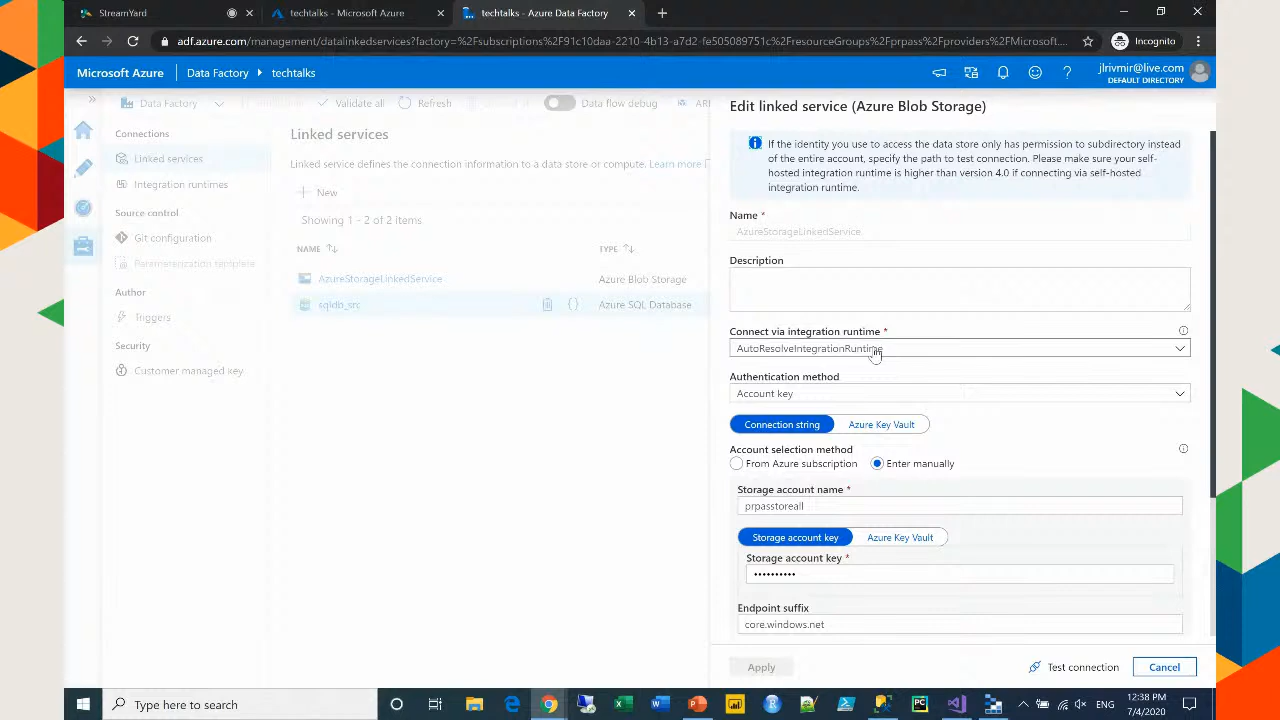 StreamYard
techtalks - Microsoft Azure
techtalks - Azure Data Factory
adf.azure.com/management/datalinkedservices?factory=%2Fsubscriptions%2F91c10daa-2210-4b13-a7d2-fe505089751c%2FresourceGroups%2Fprpass%2Fproviders%2FMicrosoft....
Incognito
Microsoft Azure
Data Factory
techtalks
jlrivmir@live.com
DEFAULT DIRECTORY
Data Factory
Validate all
Refresh
Data flow debug
AR
Connections
Linked services
Integration runtimes
Source control
Git configuration
Parameterization template
Author
Triggers
Security
Customer managed key
Linked services
Linked service defines the connection information to a data store or compute. Learn more
New
Showing 1 - 2 of 2 items
NAME
TYPE
AzureStorageLinkedService
Azure Blob Storage
sqldb_src
Azure SQL Database
Edit linked service (Azure Blob Storage)
If the identity you use to access the data store only has permission to subdirectory instead
of the entire account, specify the path to test connection. Please make sure your self-
hosted integration runtime is higher than version 4.0 if connecting via self-hosted
integration runtime.
Name *
AzureStorageLinkedService
Description
Connect via integration runtime *
AutoResolveIntegrationRuntime
Authentication method
Account key
Connection string
Azure Key Vault
Account selection method
From Azure subscription
Enter manually
Storage account name *
prpasstoreall
Storage account key
Azure Key Vault
Storage account key *
••••••••••
Endpoint suffix
core.windows.net
Apply
Test connection
Cancel
Type here to search
ENG
12:38 PM
7/4/2020